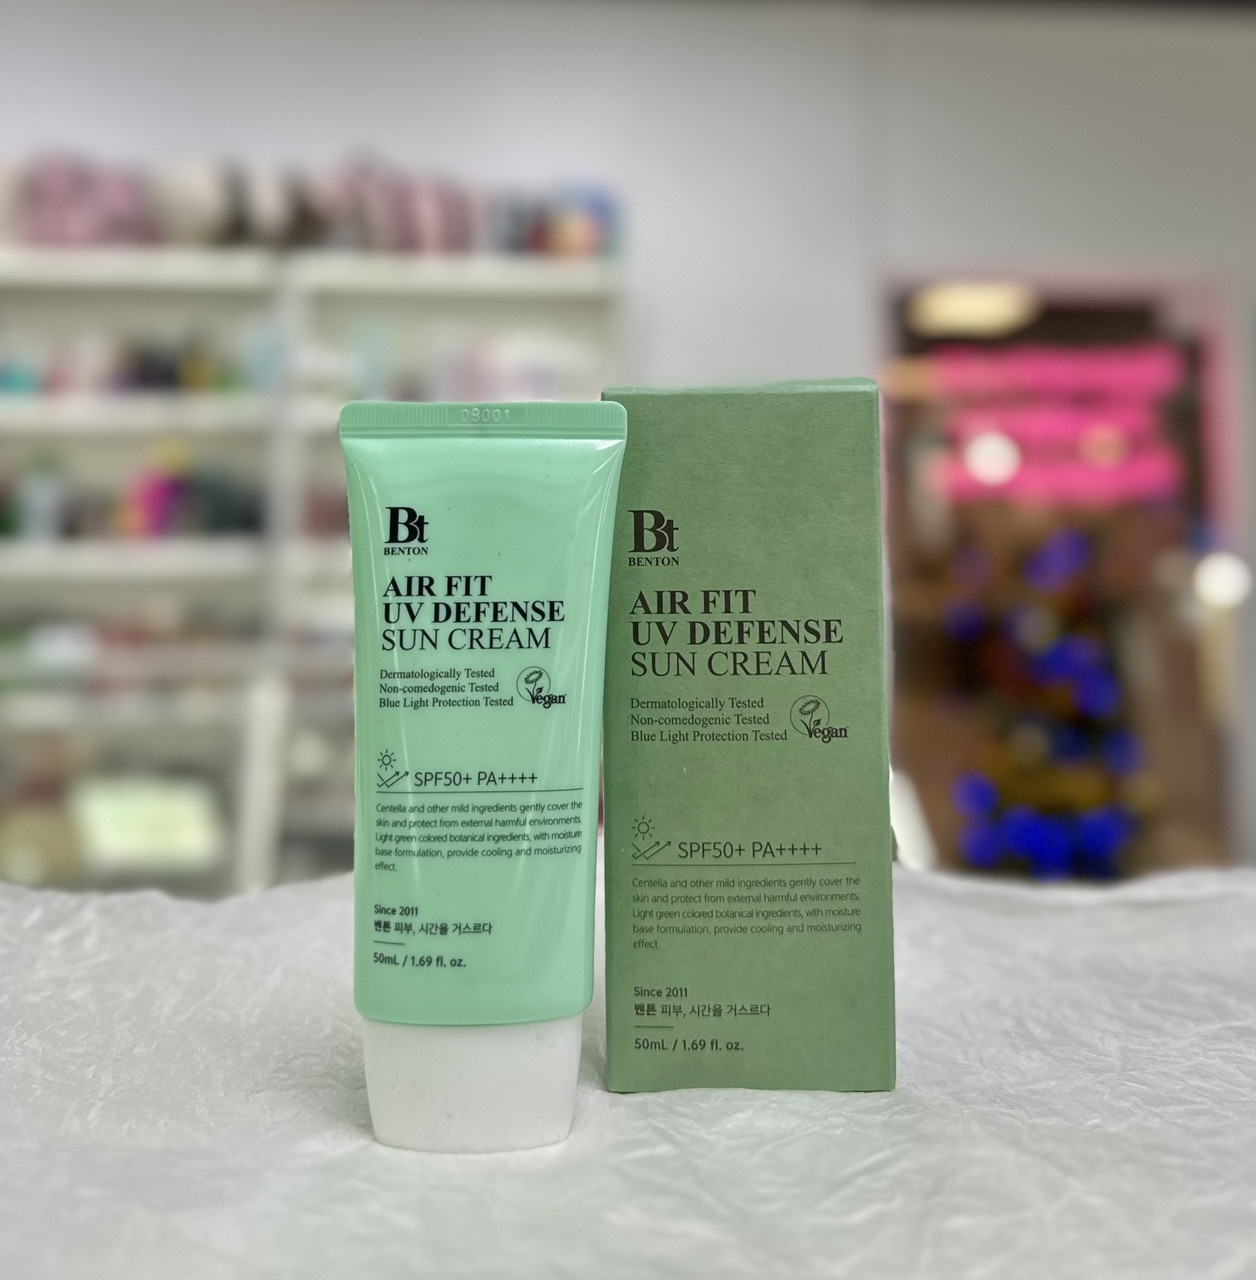 08001
Bt
BENTON
AIR FIT
UV DEFENSE
SUN CREAM
Dermatologically Tested
Non-comedogenic Tested
Blue Light Protection Tested
Vegan
SPF50+ PA++++
Centella and other mild ingredients gently cover the
skin and protect from external harmful environments.
Light green colored botanical ingredients, with moisture
base formulation, provide cooling and moisturizing
effect.
Since 2011
벤튼 피부, 시간을 거스르다
50mL / 1.69 fl. oz.
Bt
BENTON
AIR FIT
UV DEFENSE
SUN CREAM
Dermatologically Tested
Non-comedogenic Tested
Blue Light Protection Tested
Vegan
SPF50+ PA++++
Centella and other mild ingredients gently cover the
skin and protect from external harmful environments.
Light green colored botanical ingredients, with moisture
base formulation, provide cooling and moisturizing
effect.
Since 2011
벤튼 피부, 시간을 거스르다
50mL / 1.69 fl. oz.